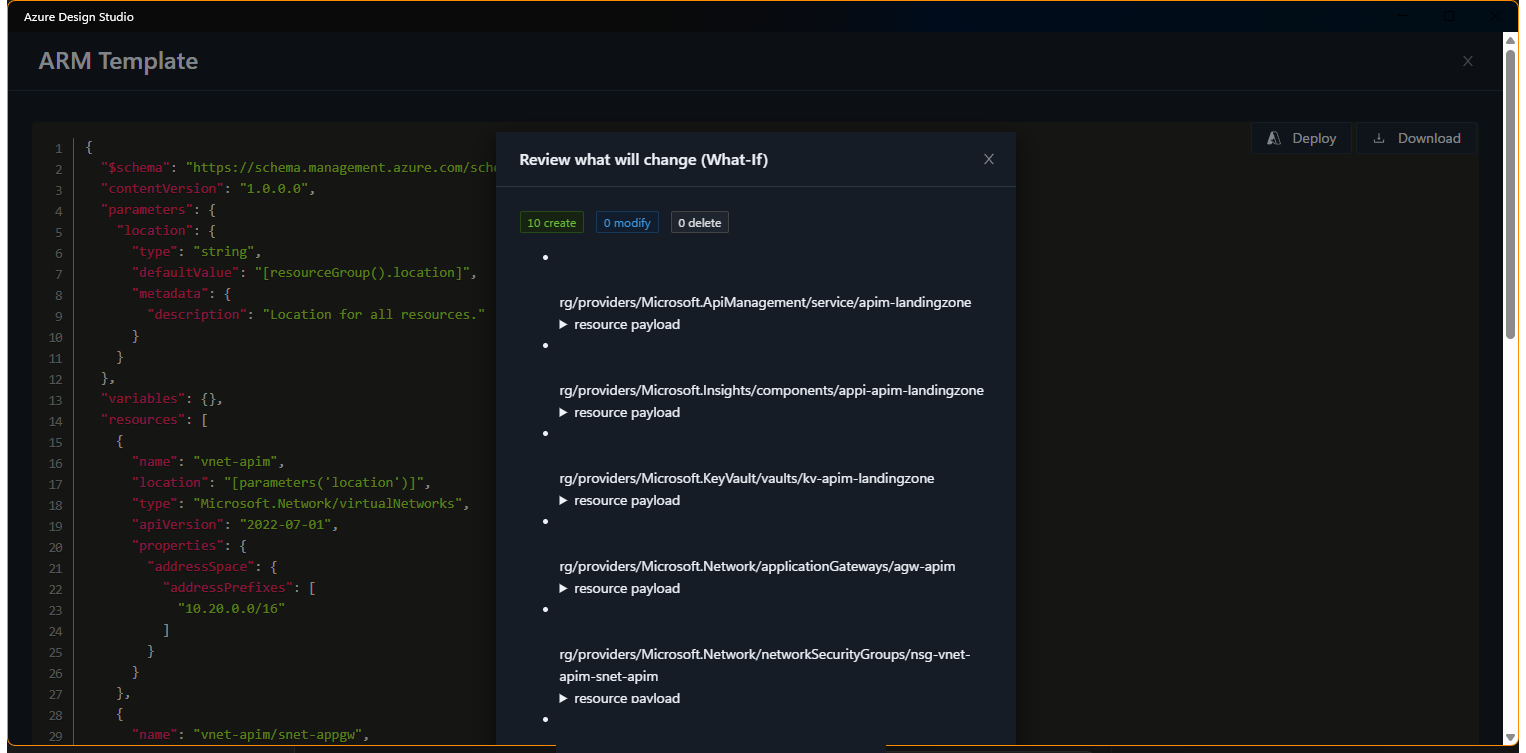 Azure Design Studio
ARM Template
Deploy
Download
1 {
2 "$schema": "https://schema.management.azure.com/sch
3 "contentVersion": "1.0.0.0",
4 "parameters": {
5 "location": {
6 "type": "string",
7 "defaultValue": "[resourceGroup().location]",
8 "metadata": {
9 "description": "Location for all resources."
10 }
11 }
12 },
13 "variables": {},
14 "resources": [
15 {
16 "name": "vnet-apim",
17 "location": "[parameters('location')]",
18 "type": "Microsoft.Network/virtualNetworks",
19 "apiVersion": "2022-07-01",
20 "properties": {
21 "addressSpace": {
22 "addressPrefixes": [
23 "10.20.0.0/16"
24 ]
25 }
26 }
27 },
28 {
29 "name": "vnet-apim/snet-appgw",
Review what will change (What-If)
10 create 0 modify 0 delete
rg/providers/Microsoft.ApiManagement/service/apim-landingzone
resource payload
rg/providers/Microsoft.Insights/components/appi-apim-landingzone
resource payload
rg/providers/Microsoft.KeyVault/vaults/kv-apim-landingzone
resource payload
rg/providers/Microsoft.Network/applicationGateways/agw-apim
resource payload
rg/providers/Microsoft.Network/networkSecurityGroups/nsg-vnet-
apim-snet-apim
resource payload